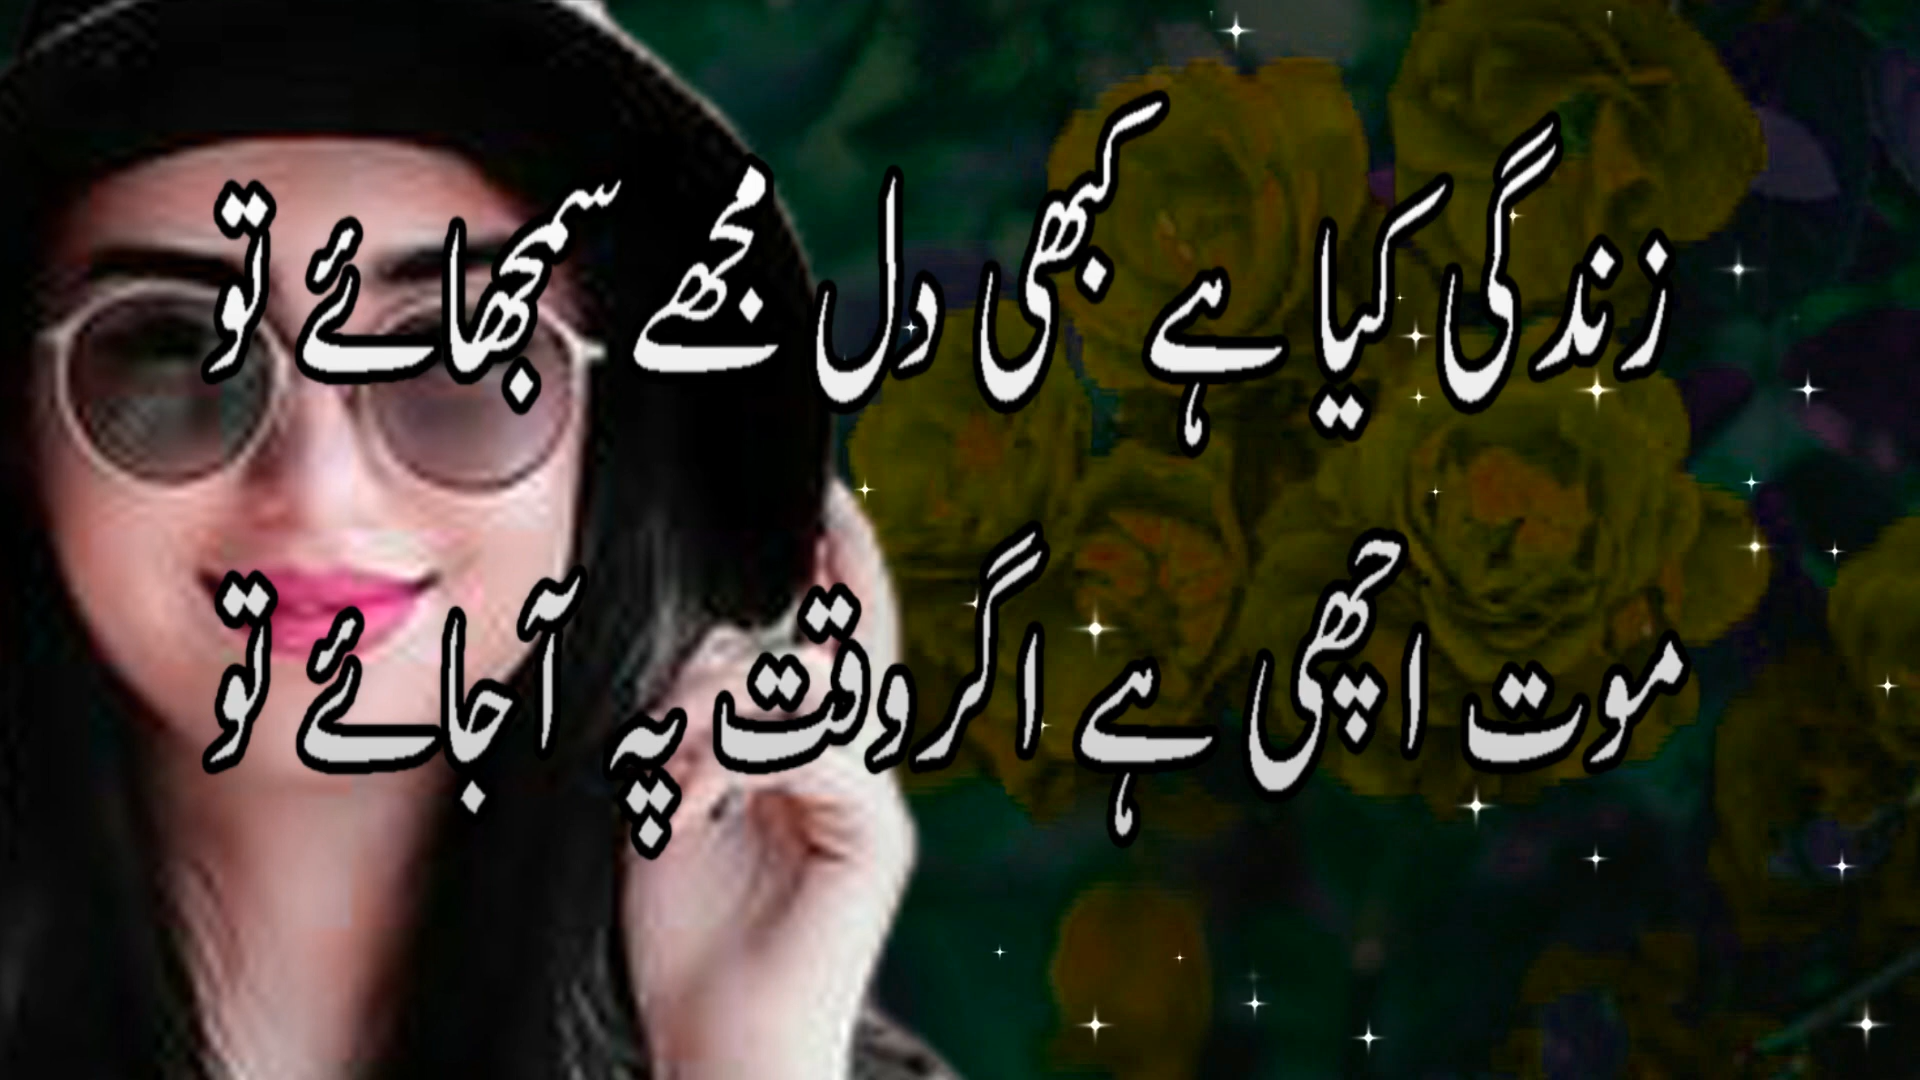 زندگی کیا ہے کبھی دل مجھے سمجھائے تو
موت اچھی ہے اگر وقت پہ آجائے تو